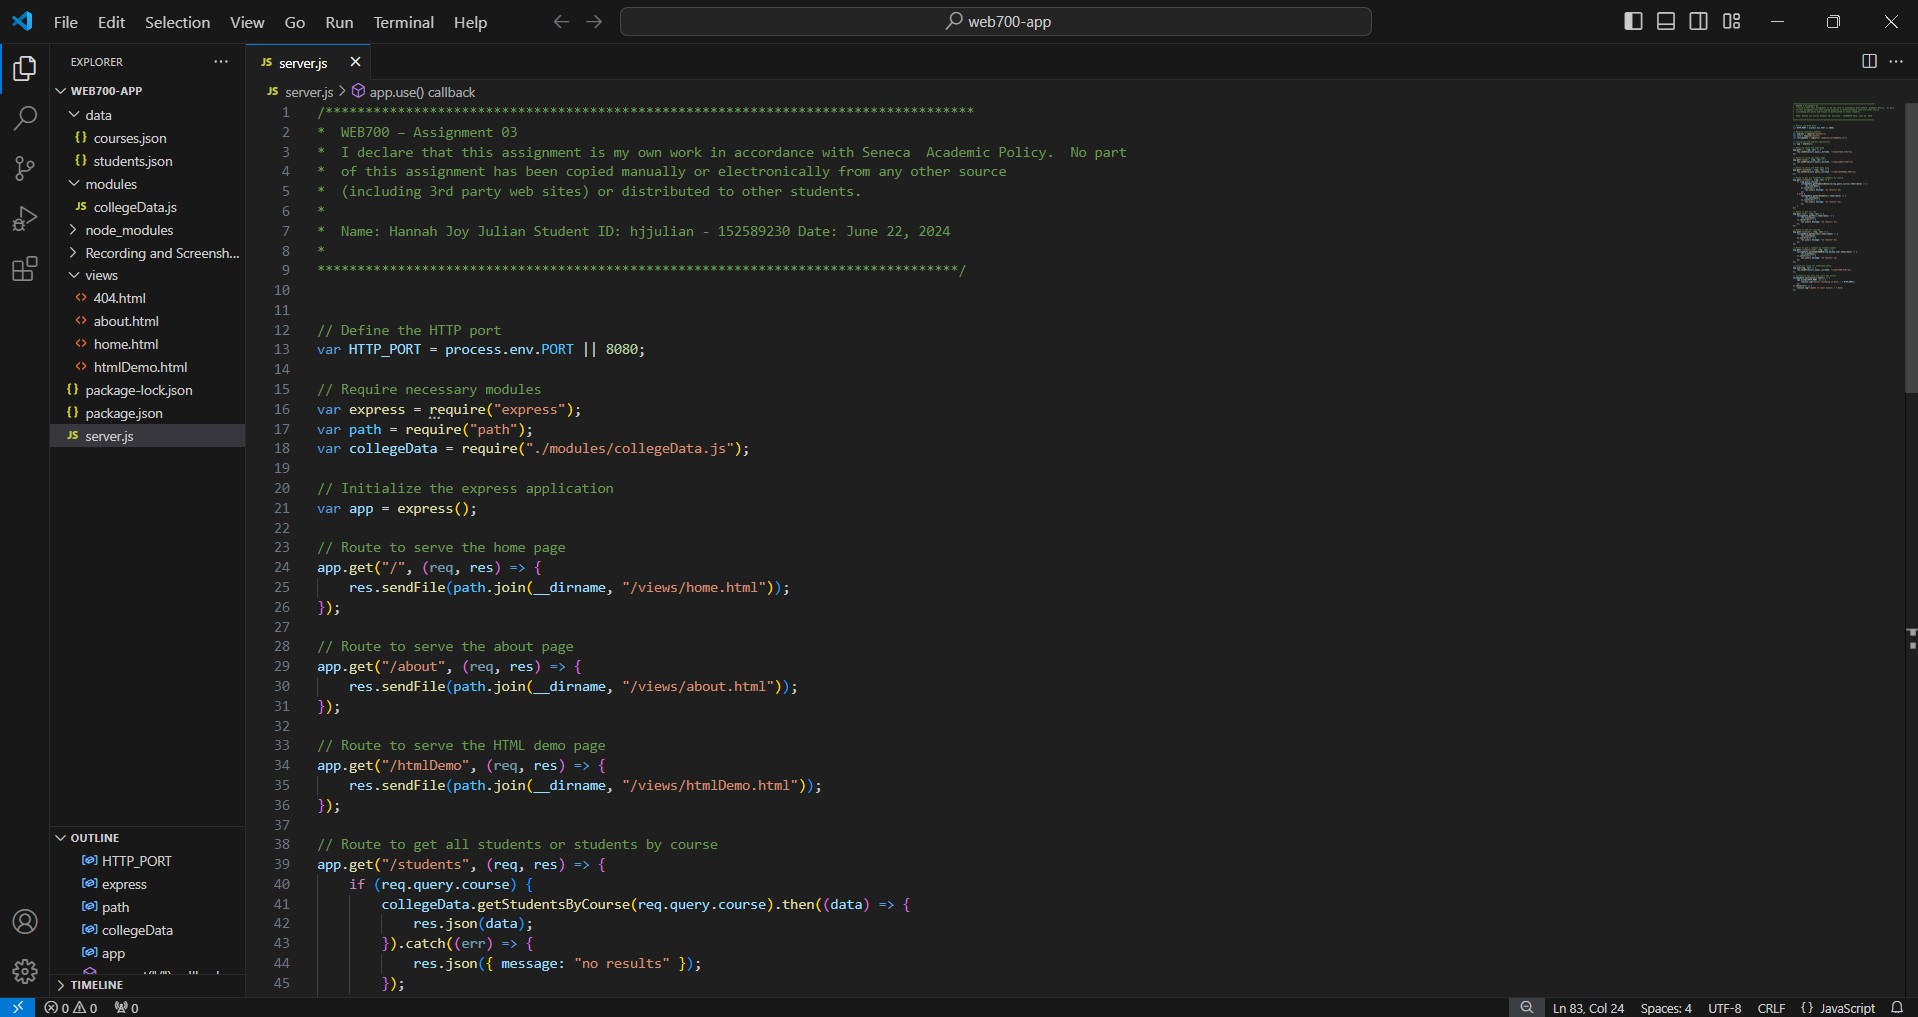 File Edit Selection View Go Run Terminal Help
web700-app
EXPLORER
WEB700-APP
data
courses.json
students.json
modules
JS collegeData.js
node_modules
Recording and Screensh...
views
404.html
about.html
home.html
htmlDemo.html
package-lock.json
package.json
JS server.js
OUTLINE
HTTP_PORT
express
path
collegeData
app
TIMELINE
JS server.js
JS server.js > app.use() callback
1 /*********************************************************************************
2 *  WEB700 – Assignment 03
3 *  I declare that this assignment is my own work in accordance with Seneca  Academic Policy.  No part
4 *  of this assignment has been copied manually or electronically from any other source
5 *  (including 3rd party web sites) or distributed to other students.
6 *
7 *  Name: Hannah Joy Julian Student ID: hjjulian - 152589230 Date: June 22, 2024
8 *
9 ********************************************************************************/
10
11
12 // Define the HTTP port
13 var HTTP_PORT = process.env.PORT || 8080;
14
15 // Require necessary modules
16 var express = require("express");
17 var path = require("path");
18 var collegeData = require("./modules/collegeData.js");
19
20 // Initialize the express application
21 var app = express();
22
23 // Route to serve the home page
24 app.get("/", (req, res) => {
25     res.sendFile(path.join(__dirname, "/views/home.html"));
26 });
27
28 // Route to serve the about page
29 app.get("/about", (req, res) => {
30     res.sendFile(path.join(__dirname, "/views/about.html"));
31 });
32
33 // Route to serve the HTML demo page
34 app.get("/htmlDemo", (req, res) => {
35     res.sendFile(path.join(__dirname, "/views/htmlDemo.html"));
36 });
37
38 // Route to get all students or students by course
39 app.get("/students", (req, res) => {
40     if (req.query.course) {
41         collegeData.getStudentsByCourse(req.query.course).then((data) => {
42             res.json(data);
43         }).catch((err) => {
44             res.json({ message: "no results" });
45         });
0 0 0
Ln 83, Col 24 Spaces: 4 UTF-8 CRLF {} JavaScript